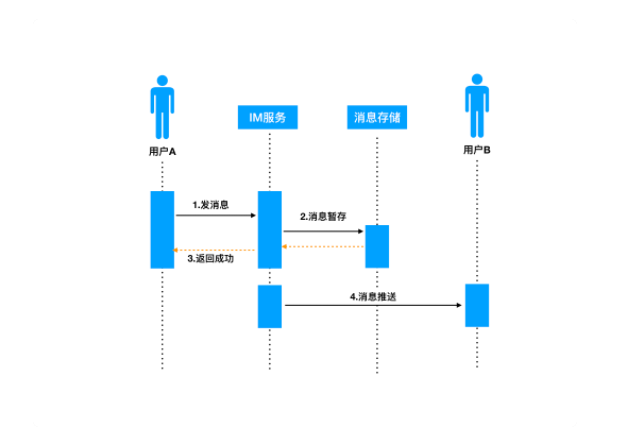 IM服务
消息存储
用户A
用户B
1.发消息
2.消息暂存
3.返回成功
4.消息推送